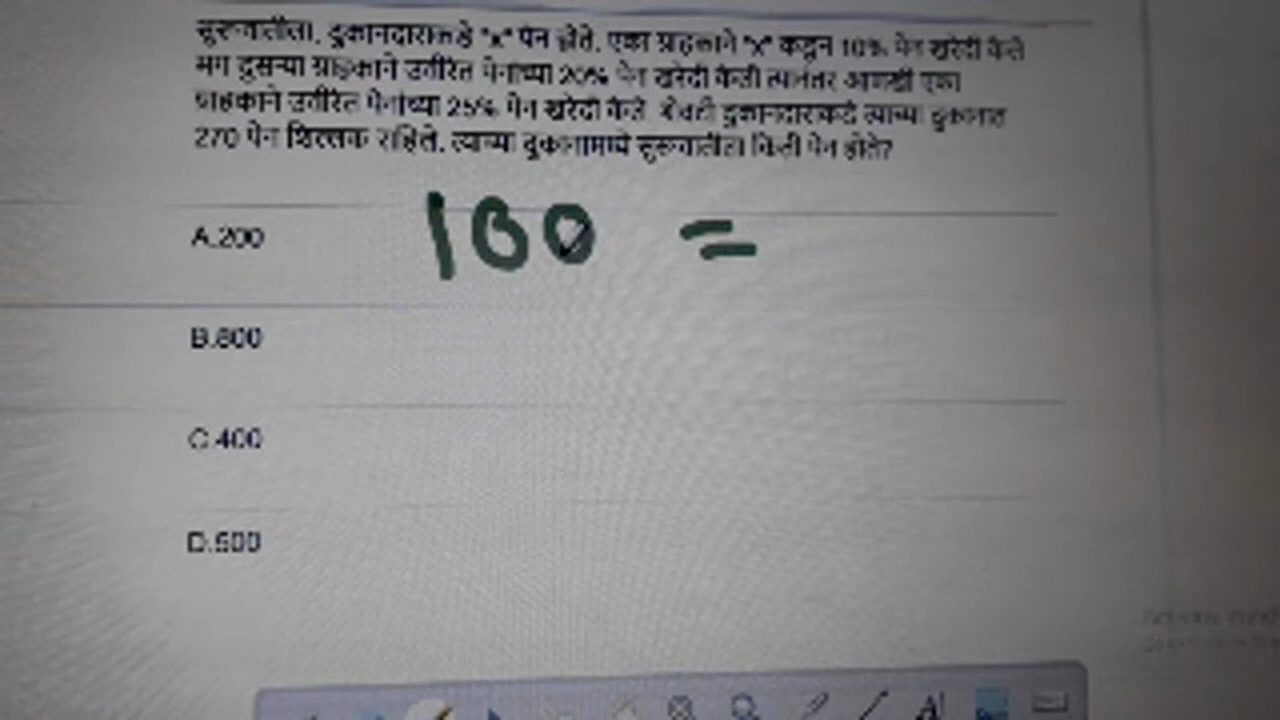 सुरूवातीला, दुकानदाराकडे "x" पेन होते. एका ग्राहकाने "x" कडून 10% पेन खरेदी केले
मग दुसऱ्या ग्राहकाने उर्वरित पेनांच्या 20% पेन खरेदी केली त्यानंतर आणखी एका
ग्राहकाने उर्वरित पेनांच्या 25% पेन खरेदी केले. शेवटी दुकानदाराकडे त्याच्या दुकानात
270 पेन शिल्लक राहिले. त्याच्या दुकानामध्ये सुरूवातीला किती पेन होते?
100 =
A.200
B.800
C.400
D.500